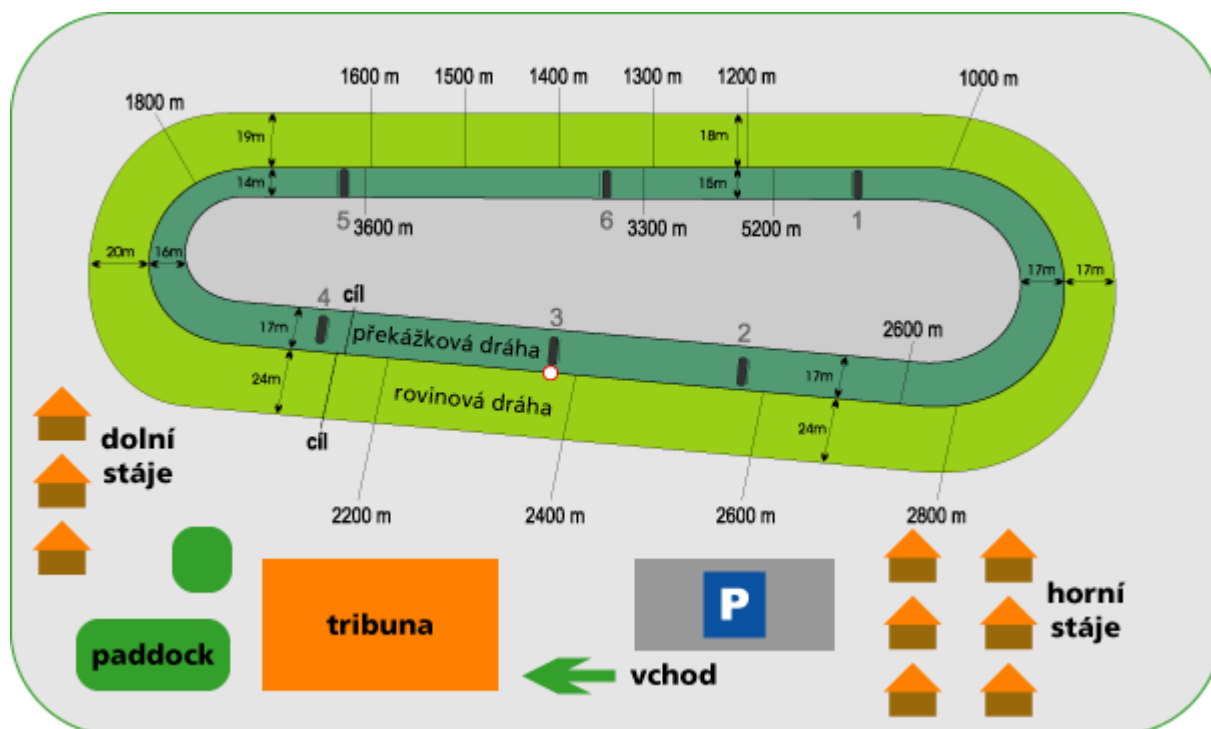 1600 m
1500 m
1400 m
1300 m
1200 m
1000 m
1800 m
19m
18m
14m
15m
5
3600 m
6
3300 m
5200 m
1
20m
16m
17m
17m
4
cíl
3
2
2600 m
17m
překážková dráha
17m
24m
rovinová dráha
24m
cíl
dolní
stáje
2200 m
2400 m
2600 m
2800 m
P
horní
stáje
tribuna
paddock
vchod